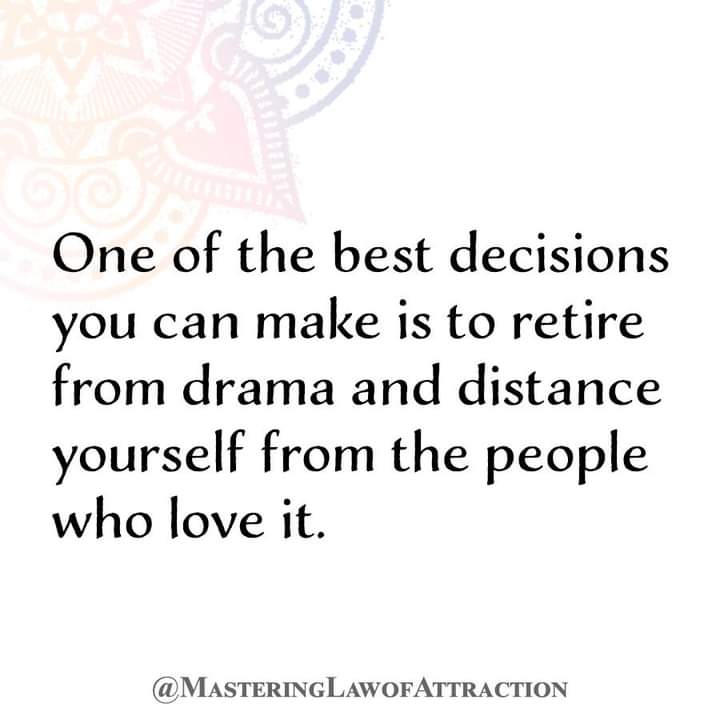 One of the best decisions
you can make is to retire
from drama and distance
yourself from the people
who love it.
@MasteringLawofAttraction